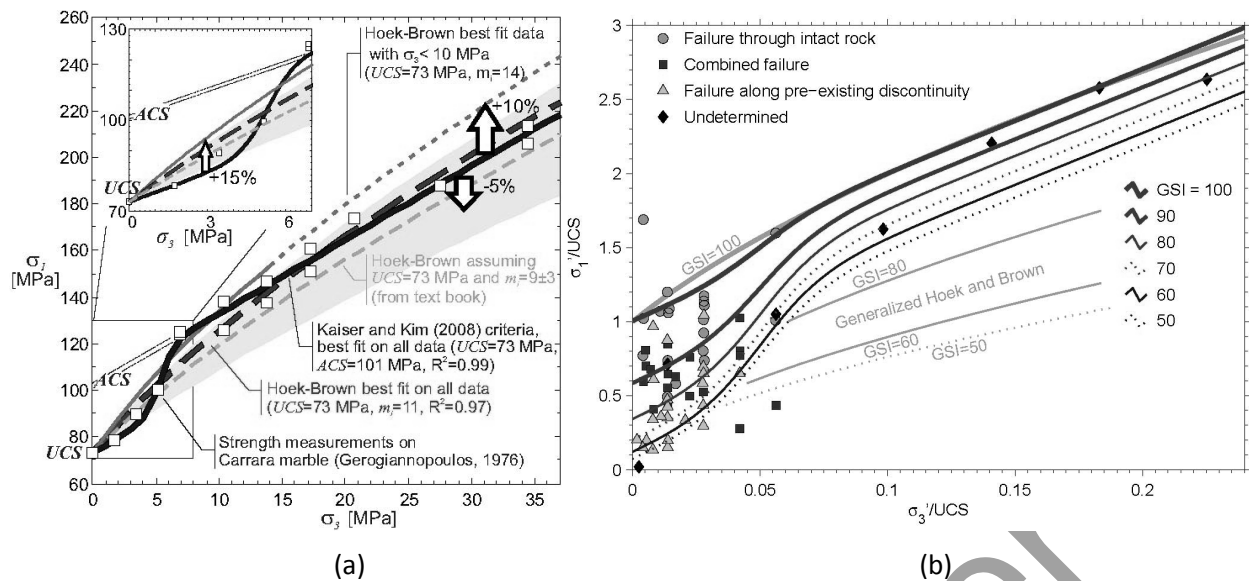 (a)
260
240
220
200
180
160
140
120
100
80
60
σ1
[MPa]
UCS
ACS
0 5 10 15 20 25 30 35
σ3 [MPa]
130
100
70
ACS
UCS
+15%
0 3 6
σ3 [MPa]
Hoek-Brown best fit data
with σ3< 10 MPa
(UCS=73 MPa, mi=14)
+10%
-5%
Hoek-Brown assuming
UCS=73 MPa and mi=9±3
(from text book)
Kaiser and Kim (2008) criteria,
best fit on all data (UCS=73 MPa,
ACS=101 MPa, R²=0.99)
Hoek-Brown best fit on all data
(UCS=73 MPa, mi=11, R²=0.97)
Strength measurements on
Carrara marble (Gerogiannopoulos, 1976)
(a)
(b)
3
2.5
2
1.5
1
0.5
0
σ1'/UCS
0 0.05 0.1 0.15 0.2
σ3'/UCS
Failure through intact rock
Combined failure
Failure along pre-existing discontinuity
Undetermined
GSI=100
GSI=80
Generalized Hoek and Brown
GSI=60
GSI=50
GSI = 100
90
80
70
60
50
(b)